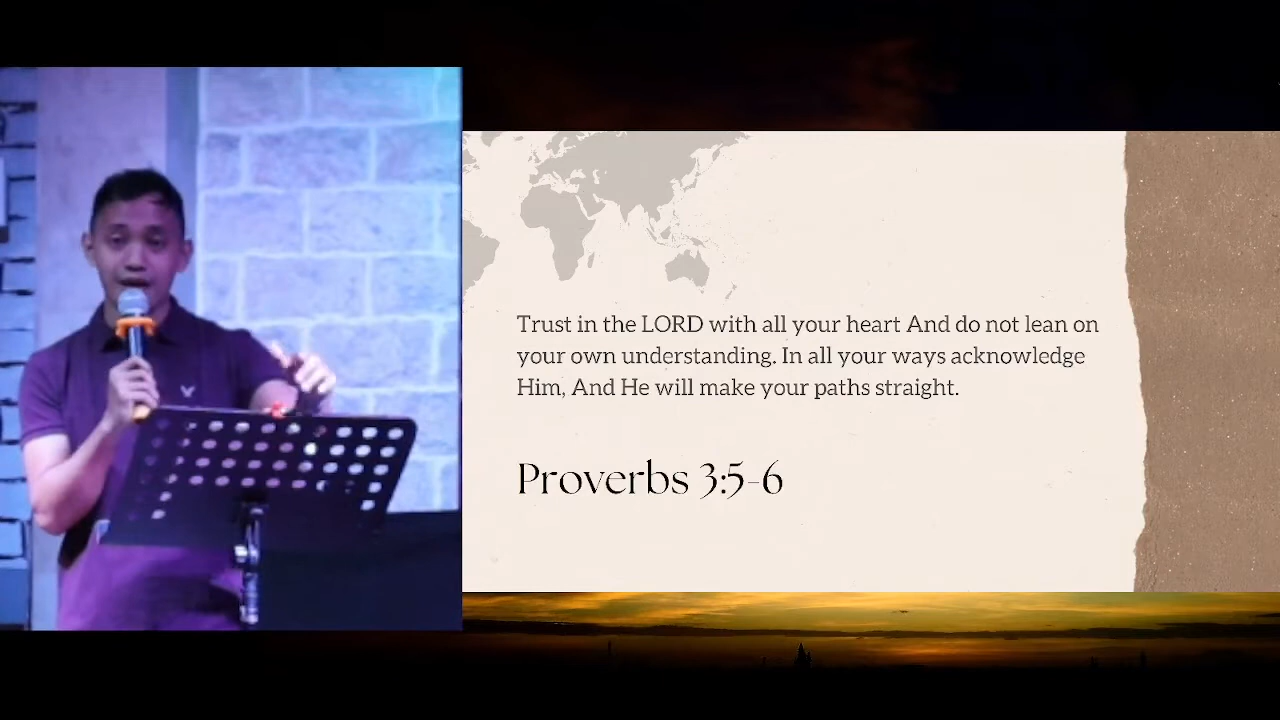 Trust in the LORD with all your heart And do not lean on
your own understanding. In all your ways acknowledge
Him, And He will make your paths straight.
Proverbs 3:5-6